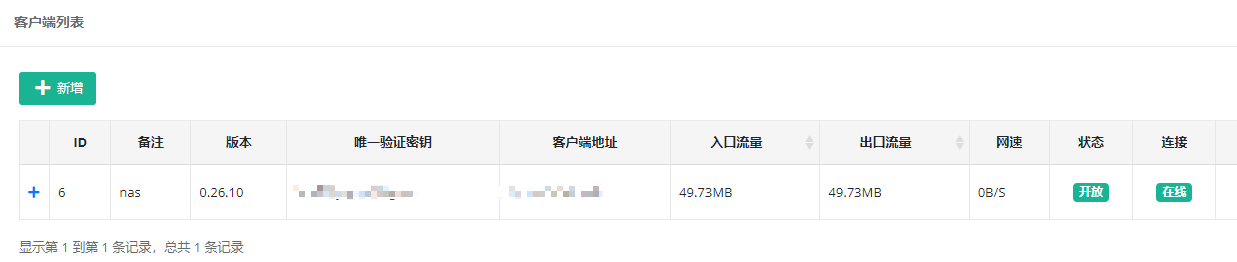 客户端列表
新增
ID 备注 版本 唯一验证密钥 客户端地址 入口流量 出口流量 网速 状态 连接
6 nas 0.26.10 49.73MB 49.73MB 0B/S 开放 在线
显示第 1 到第 1 条记录，总共 1 条记录